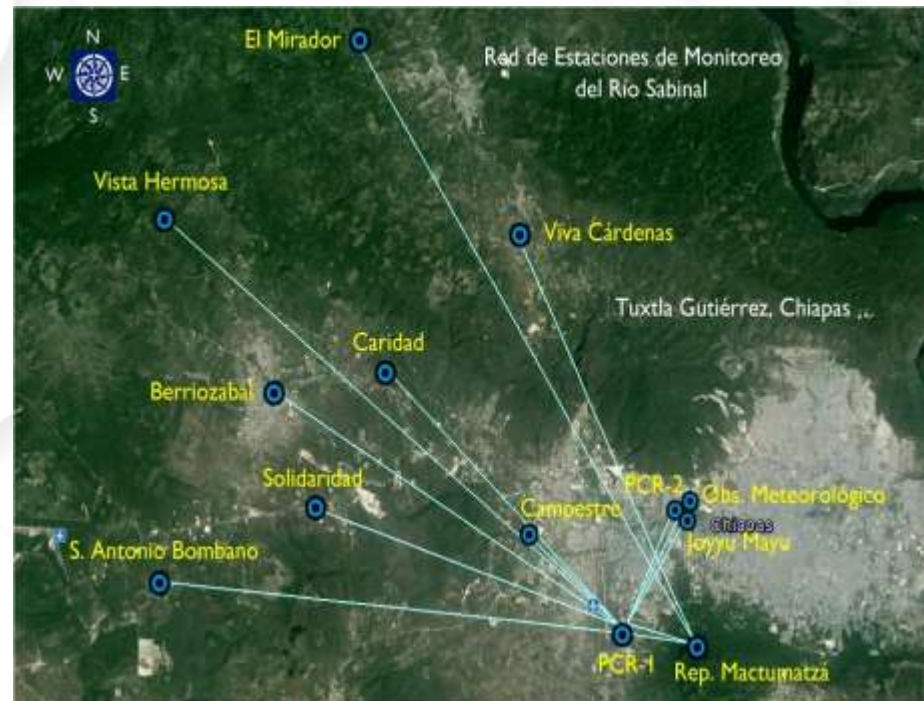 N
W E
S
El Mirador
Red de Estaciones de Monitoreo
del Río Sabinal
Vista Hermosa
Viva Cárdenas
Tuxtla Gutiérrez, Chiapas ...
Caridad
Berriozabal
Solidaridad
PCR-2
Obs. Meteorológico
Campestre
Chiapas
Joyyu Mayu
S. Antonio Bombano
PCR-1
Rep. Mactumatzá